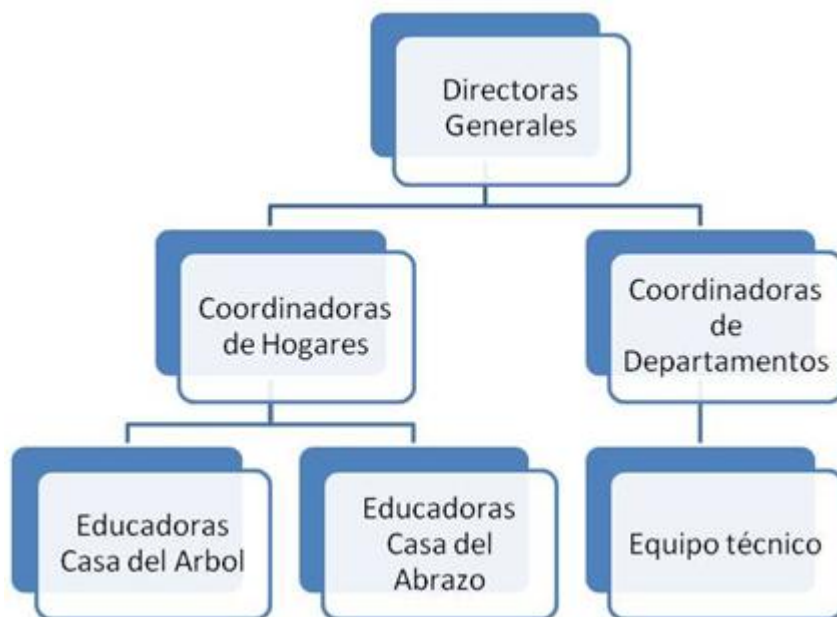 Directoras
Generales
Coordinadoras
de Hogares
Coordinadoras
de
Departamentos
Educadoras
Casa del Arbol
Educadoras
Casa del
Abrazo
Equipo técnico